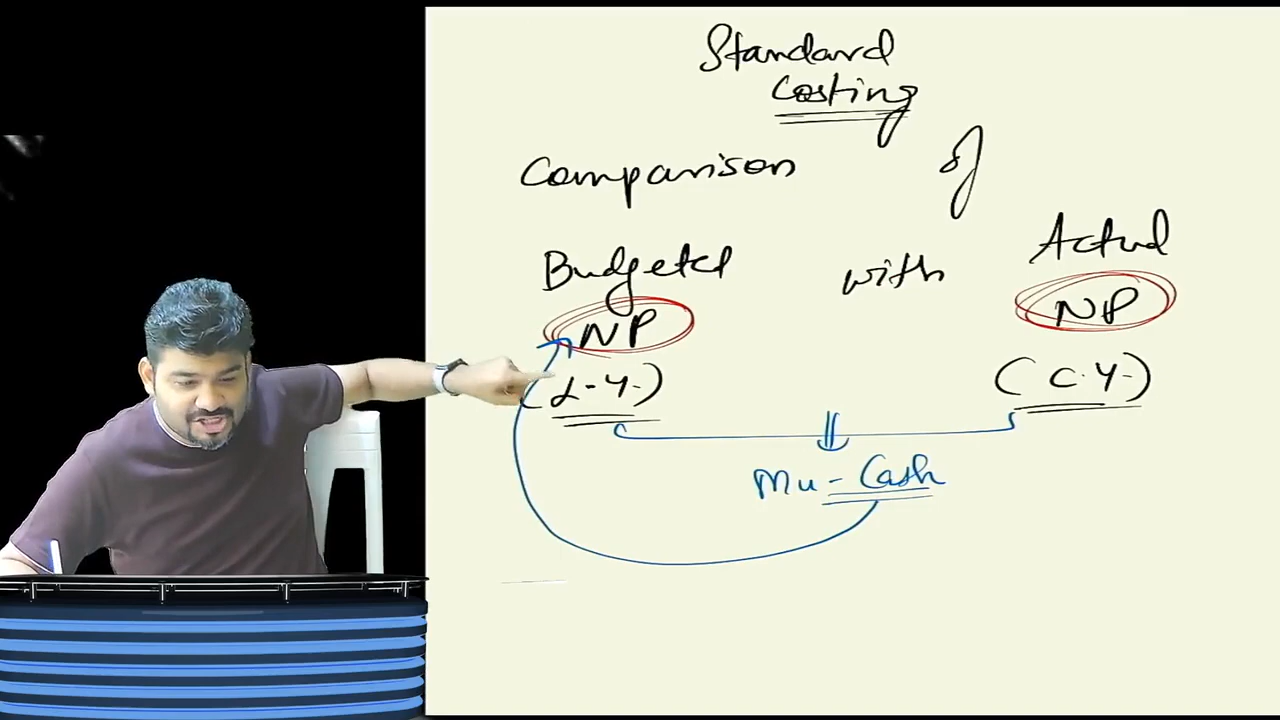 Standard
Costing
Comparison of
Budgeted with Actual
NP NP
(L.Y.) (C.Y.)
Mu-Cash